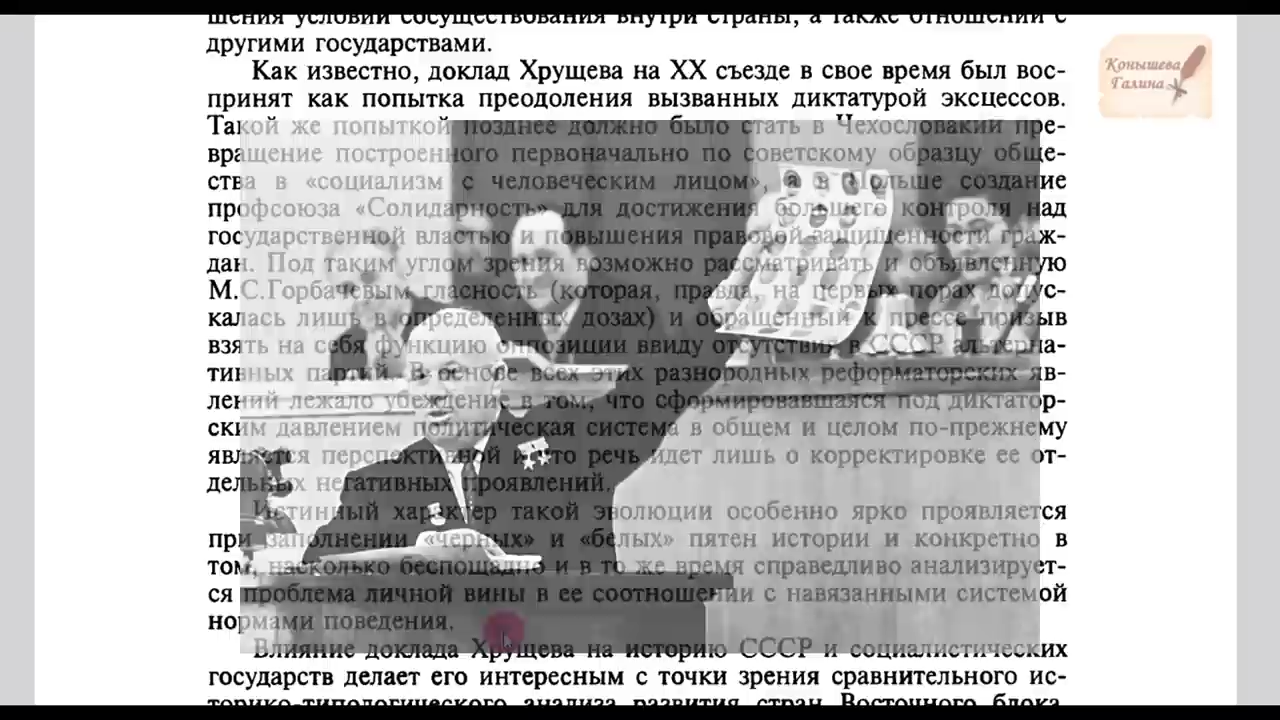 шения условий сосуществования внутри страны, а также отношений с
другими государствами.
Как известно, доклад Хрущева на XX съезде в свое время был вос-
принят как попытка преодоления вызванных диктатурой эксцессов.
Такой же попыткой позднее должно было стать в Чехословакии пре-
вращение построенного первоначально по советскому образцу обще-
ства в «социализм с человеческим лицом», а в Польше создание
профсоюза «Солидарность» для достижения большего контроля над
государственной властью и повышения правовой защищенности граж-
дан. Под таким углом зрения возможно рассматривать и объявленную
М.С.Горбачевым гласность (которая, правда, на первых порах допус-
калась лишь в определенных дозах) и обращенный к прессе призыв
взять на себя функцию оппозиции ввиду отсутствия в СССР альтерна-
тивных партий. В основе всех этих разнородных реформаторских яв-
лений лежало убеждение в том, что сформировавшаяся под диктатор-
ским давлением политическая система в общем и целом по-прежнему
является перспективной и что речь идет лишь о корректировке ее от-
дельных негативных проявлений.
Истинный характер такой эволюции особенно ярко проявляется
при заполнении «черных» и «белых» пятен истории и конкретно в
том, насколько беспощадно и в то же время справедливо анализирует-
ся проблема личной вины в ее соотношении с навязанными системой
нормами поведения.
Влияние доклада Хрущева на историю СССР и социалистических
государств делает его интересным с точки зрения сравнительного ис-
торико-типологического анализа развития стран Восточного блока.
Конышева
Галина